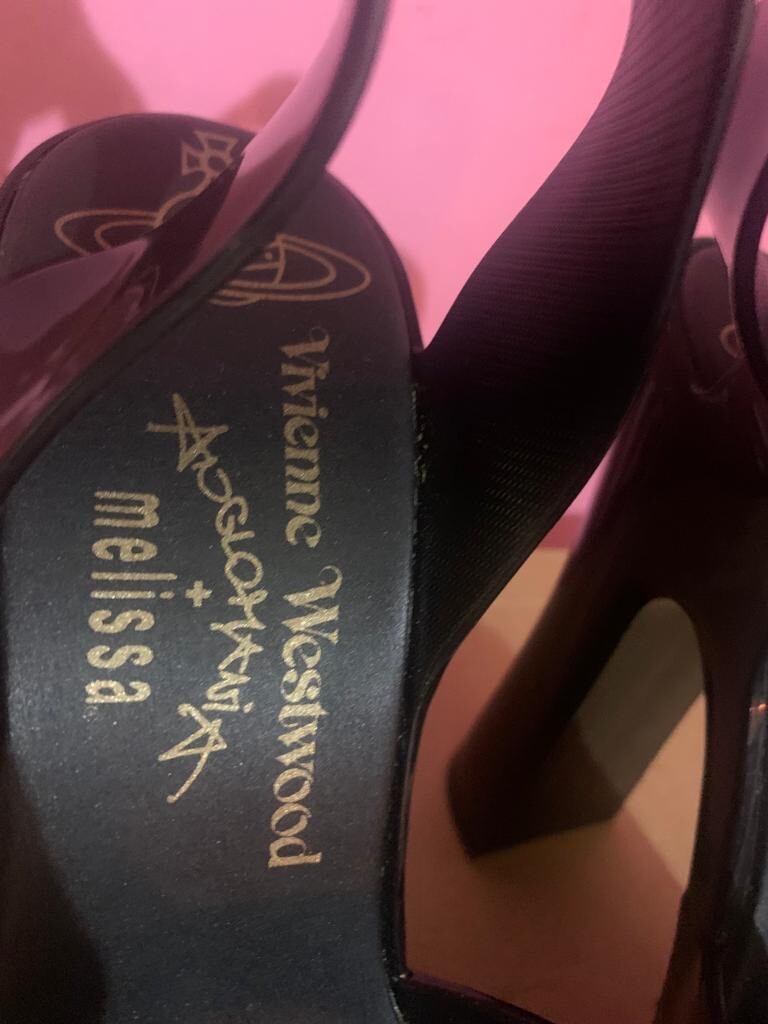 Vivienne Westwood
ANGLOMANIA
+
melissa